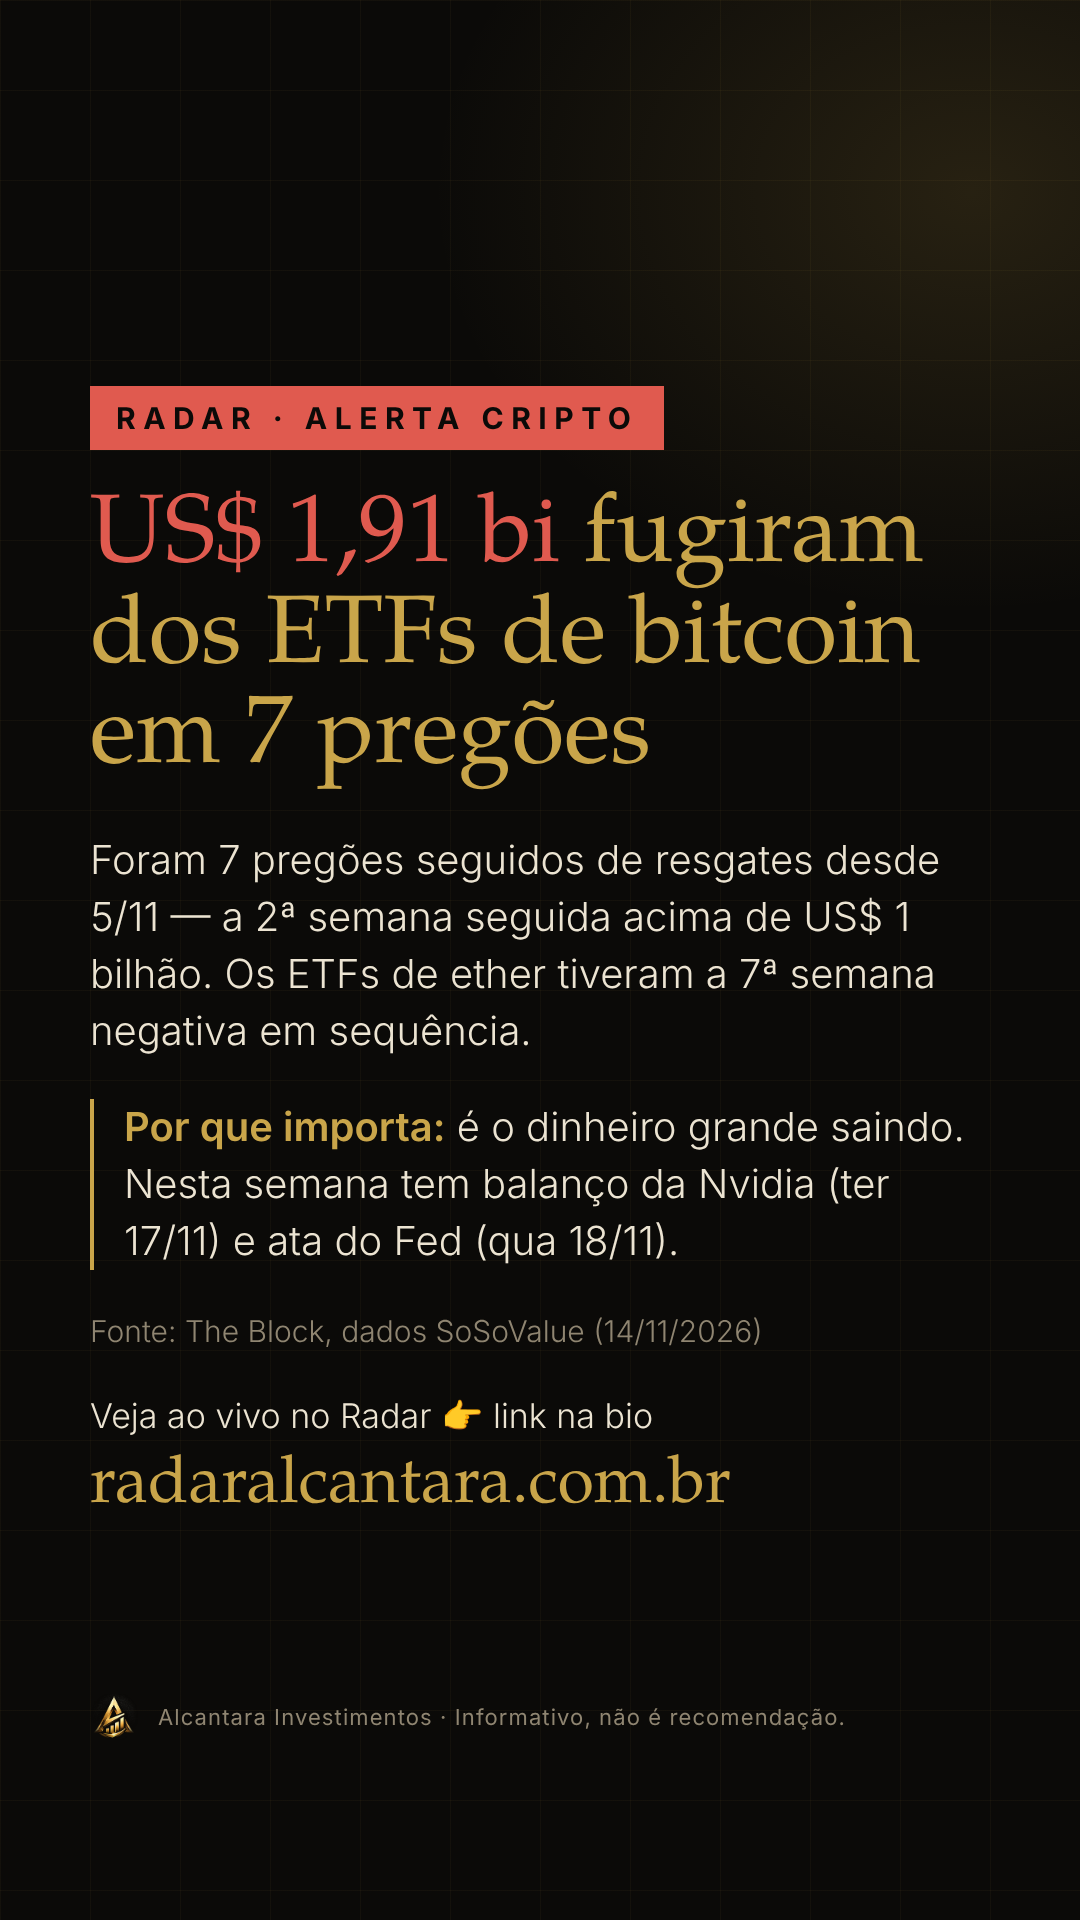 RADAR · ALERTA CRIPTO
US$ 1,91 bi fugiram
dos ETFs de bitcoin
em 7 pregões
Foram 7 pregões seguidos de resgates desde
5/11 — a 2ª semana seguida acima de US$ 1
bilhão. Os ETFs de ether tiveram a 7ª semana
negativa em sequência.
Por que importa: é o dinheiro grande saindo.
Nesta semana tem balanço da Nvidia (ter
17/11) e ata do Fed (qua 18/11).
Fonte: The Block, dados SoSoValue (14/11/2026)
Veja ao vivo no Radar 👉 link na bio
radaralcantara.com.br
Alcantara Investimentos · Informativo, não é recomendação.